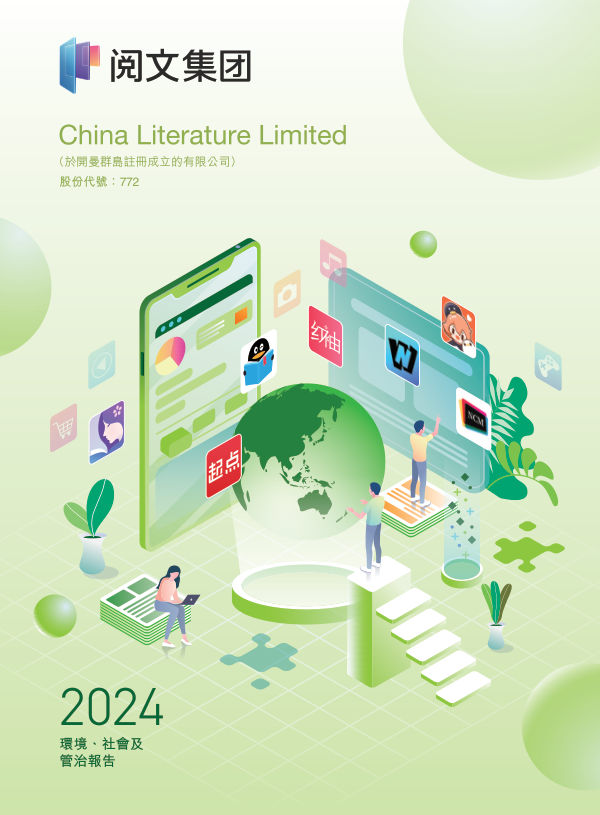 阅文集团
China Literature Limited
（於開曼群島註冊成立的有限公司）
股份代號：772
红袖
W
NCM
起点
2024
環境、社會及
管治報告